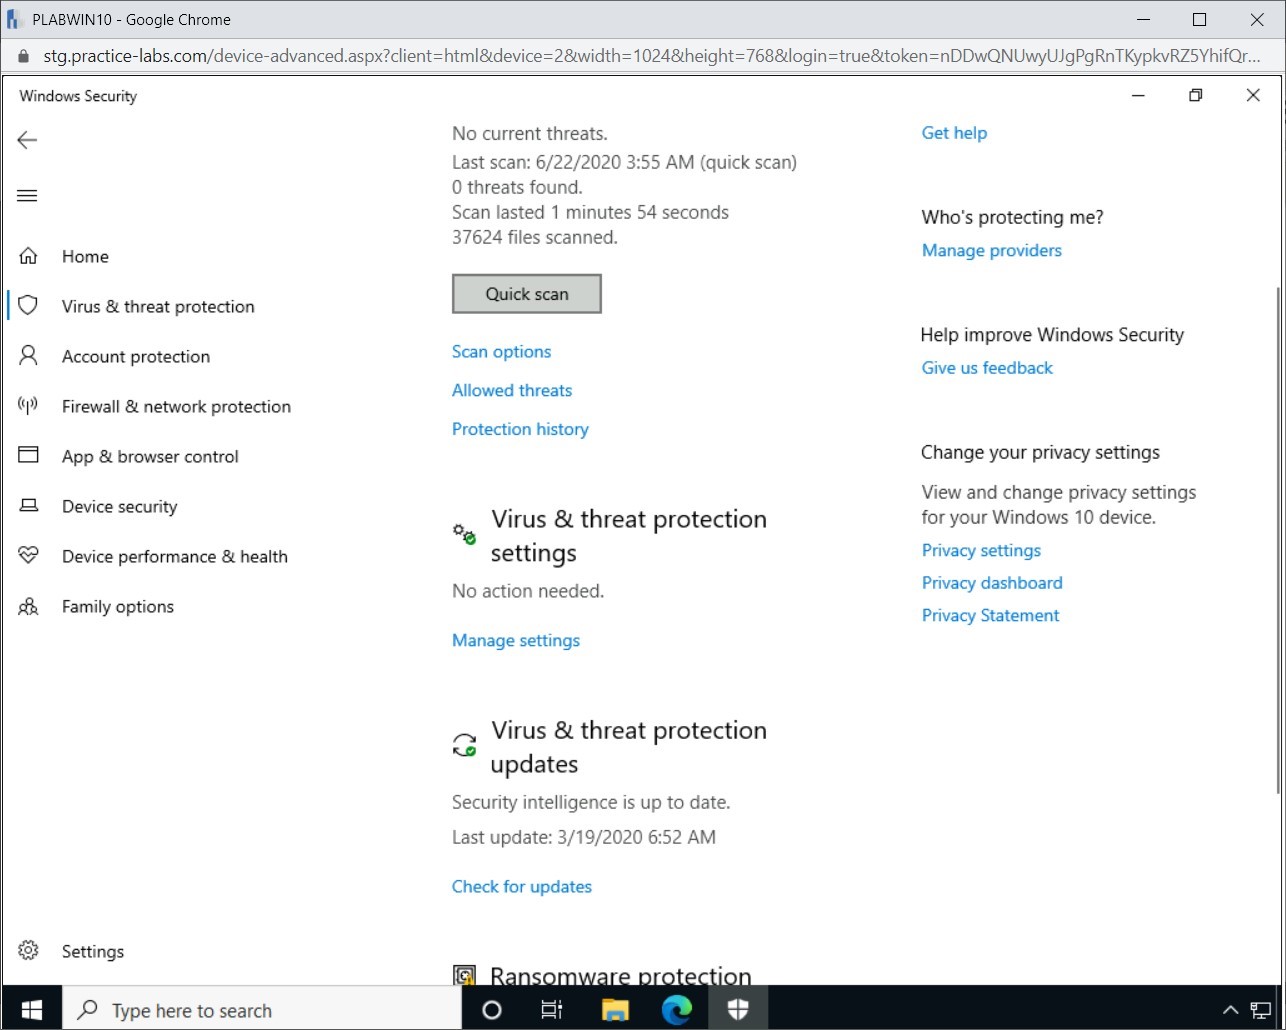 PLABWIN10 - Google Chrome
stg.practice-labs.com/device-advanced.aspx?client=html&device=2&width=1024&height=768&login=true&token=nDDwQNUwyUJgPgRnTKypkvRZ5YhifQr...
Windows Security
Home
Virus & threat protection
Account protection
Firewall & network protection
App & browser control
Device security
Device performance & health
Family options
Settings
No current threats.
Last scan: 6/22/2020 3:55 AM (quick scan)
0 threats found.
Scan lasted 1 minutes 54 seconds
37624 files scanned.
Quick scan
Scan options
Allowed threats
Protection history
Virus & threat protection
settings
No action needed.
Manage settings
Virus & threat protection
updates
Security intelligence is up to date.
Last update: 3/19/2020 6:52 AM
Check for updates
Ransomware protection
Get help
Who's protecting me?
Manage providers
Help improve Windows Security
Give us feedback
Change your privacy settings
View and change privacy settings
for your Windows 10 device.
Privacy settings
Privacy dashboard
Privacy Statement
Type here to search